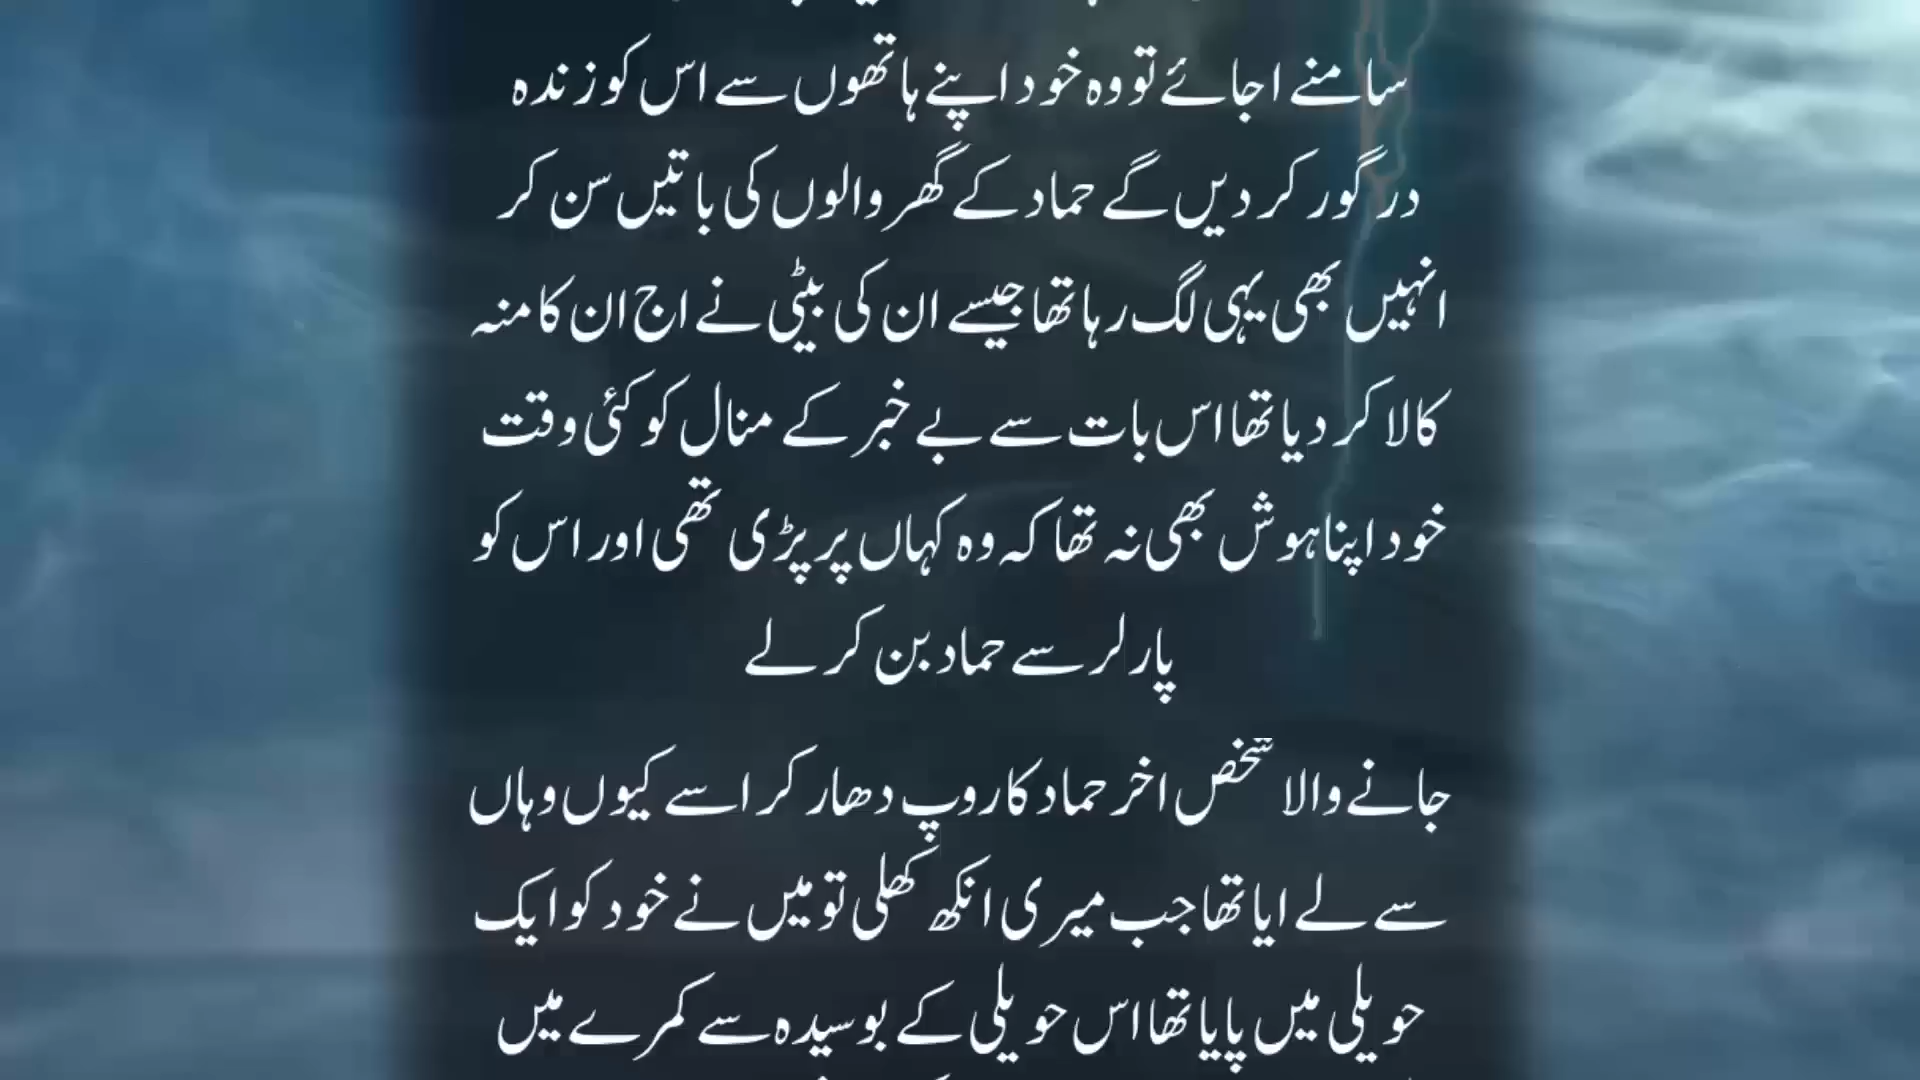 سامنے اجائے تو وہ خود اپنے ہاتھوں سے اس کو زندہ
در گور کر دیں گے حماد کے گھر والوں کی باتیں سن کر
انہیں بھی یہی لگ رہا تھا جیسے ان کی بیٹی نے اج ان کا منہ
کالا کر دیا تھا اس بات سے بے خبر کے منال کو کئی وقت
خود اپنا ہوش بھی نہ تھا کہ وہ کہاں پر پڑی تھی اور اس کو
پارلر سے حماد بن کر لے
جانے والا شخص اخر حماد کا روپ دھار کر اسے کیوں وہاں
سے لے ایا تھا جب میری انکھ کھلی تو میں نے خود کو ایک
حویلی میں پایا تھا اس حویلی کے بوسیدہ سے کمرے میں